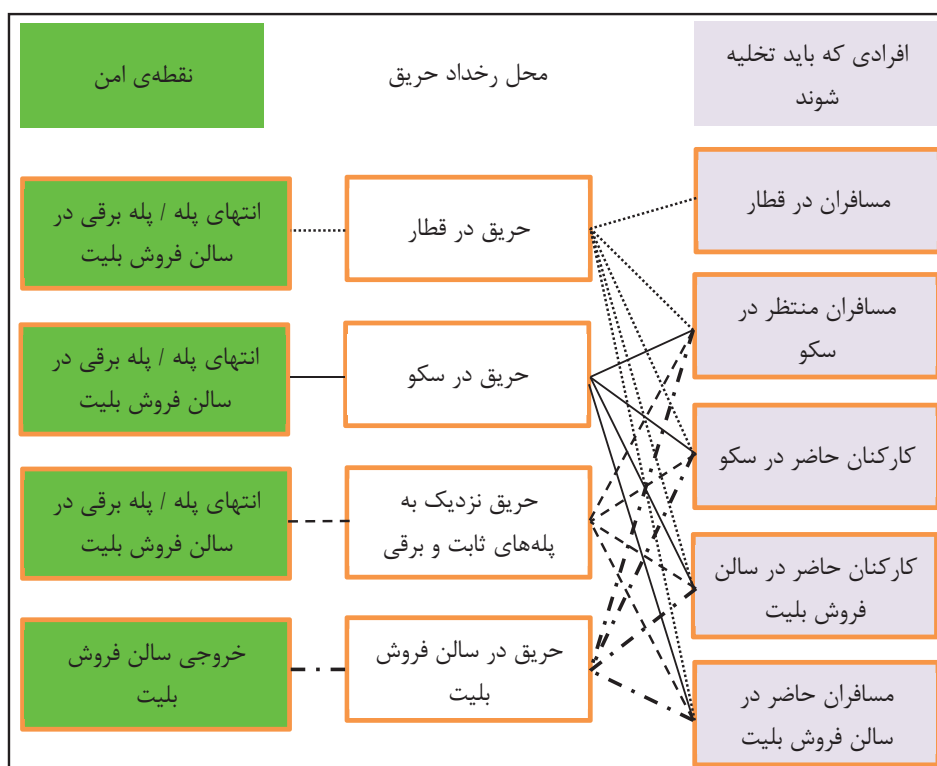 افرادی که باید تخلیه
شوند
محل رخداد حریق
نقطه‌ی امن
مسافران در قطار
حریق در قطار
انتهای پله / پله برقی در
سالن فروش بلیت
مسافران منتظر در
سکو
حریق در سکو
انتهای پله / پله برقی در
سالن فروش بلیت
کارکنان حاضر در سکو
حریق نزدیک به
پله‌های ثابت و برقی
انتهای پله / پله برقی در
سالن فروش بلیت
کارکنان حاضر در سالن
فروش بلیت
حریق در سالن فروش
بلیت
خروجی سالن فروش
بلیت
مسافران حاضر در
سالن فروش بلیت